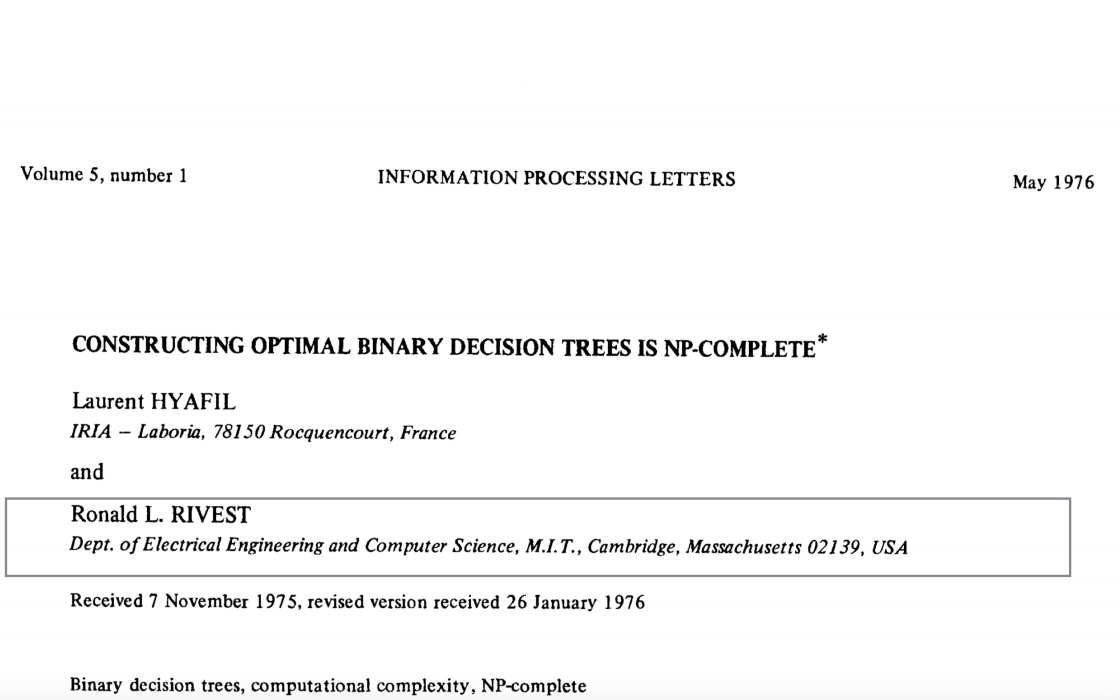 Volume 5, number 1
INFORMATION PROCESSING LETTERS
May 1976
CONSTRUCTING OPTIMAL BINARY DECISION TREES IS NP-COMPLETE*
Laurent HYAFIL
IRIA – Laboria, 78150 Rocquencourt, France
and
Ronald L. RIVEST
Dept. of Electrical Engineering and Computer Science, M.I.T., Cambridge, Massachusetts 02139, USA
Received 7 November 1975, revised version received 26 January 1976
Binary decision trees, computational complexity, NP-complete